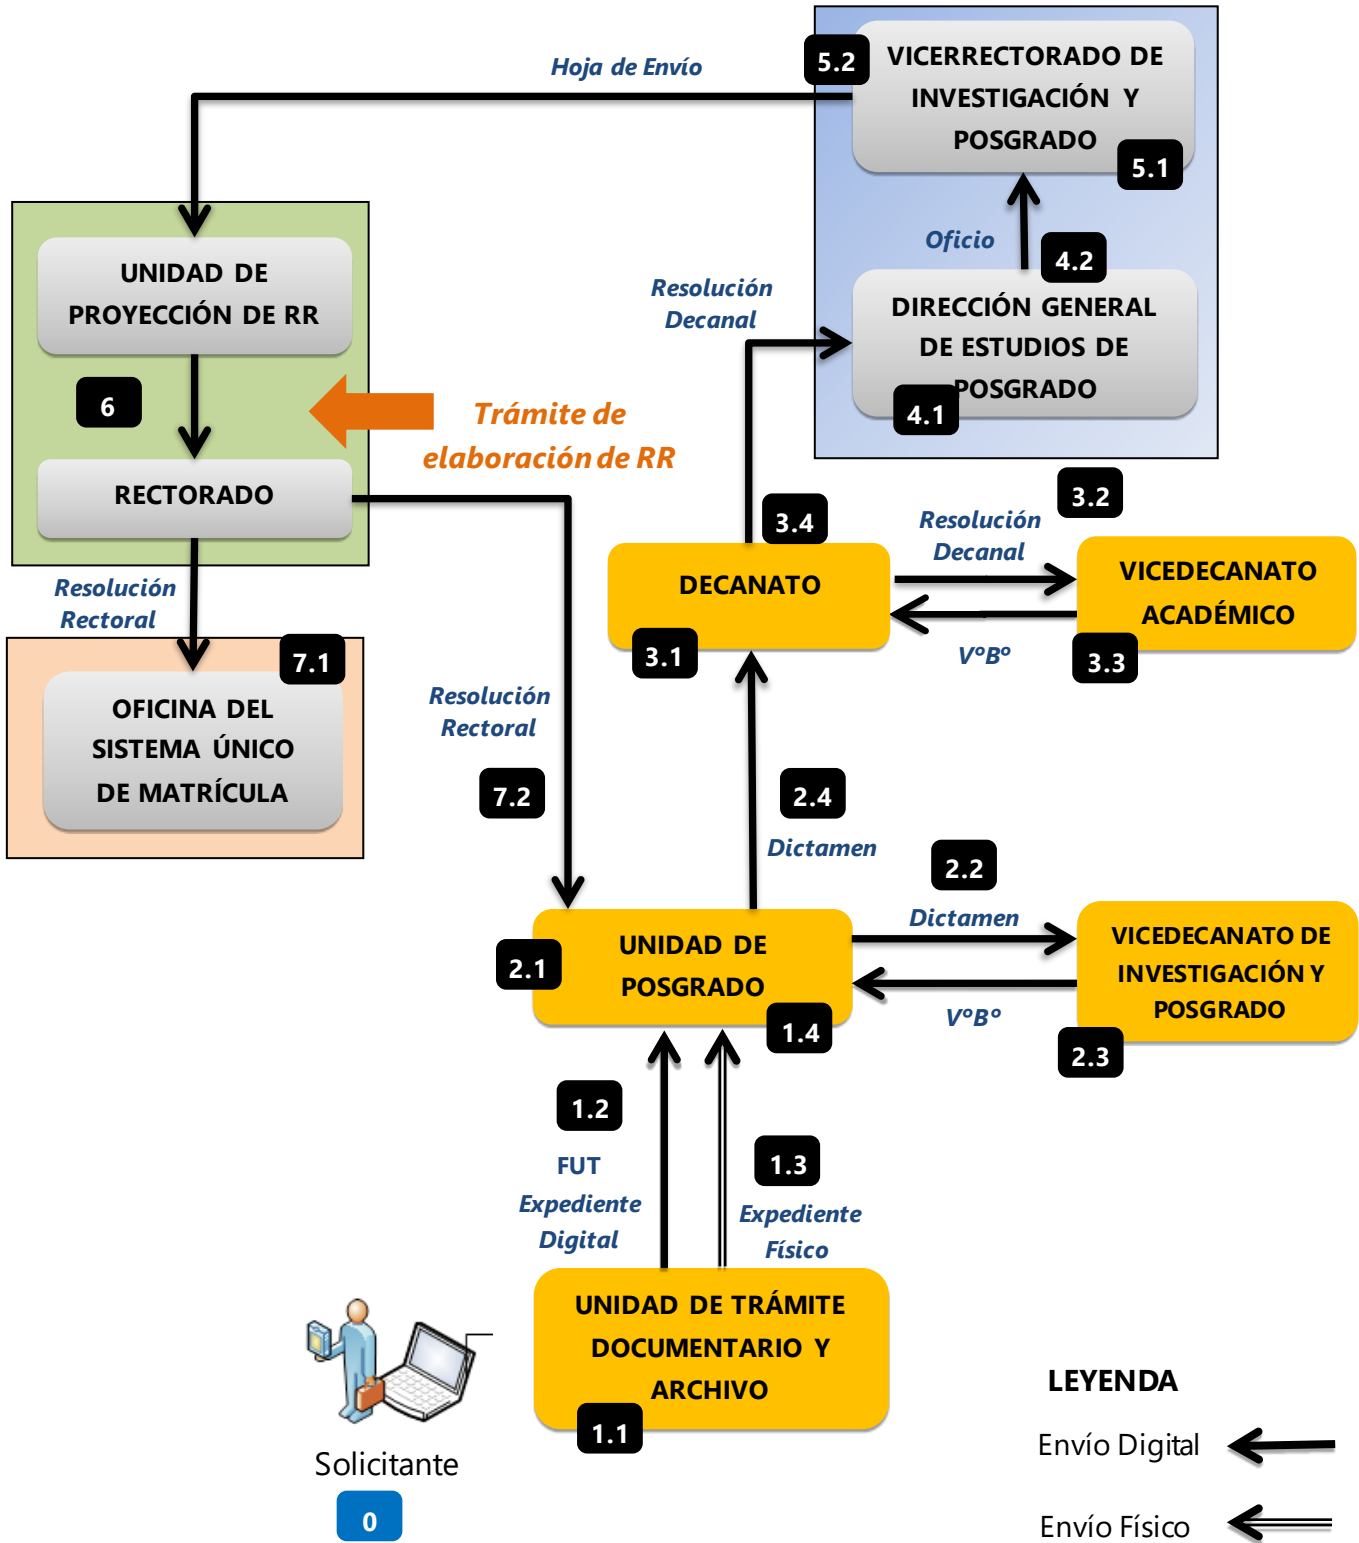 Hoja de Envío
5.2
VICERRECTORADO DE
INVESTIGACIÓN Y
POSGRADO
5.1
Oficio
4.2
DIRECCIÓN GENERAL
DE ESTUDIOS DE
POSGRADO
4.1
UNIDAD DE
PROYECCIÓN DE RR
6
RECTORADO
Trámite de
elaboración de RR
Resolución
Decanal
3.4
3.2
Resolución
Decanal
DECANATO
3.1
VICEDECANATO
ACADÉMICO
3.3
V°B°
Resolución
Rectoral
7.1
OFICINA DEL
SISTEMA ÚNICO
DE MATRÍCULA
Resolución
Rectoral
7.2
2.4
Dictamen
2.2
Dictamen
2.1
UNIDAD DE
POSGRADO
1.4
VICEDECANATO DE
INVESTIGACIÓN Y
POSGRADO
2.3
V°B°
1.2
FUT
Expediente
Digital
1.3
Expediente
Físico
UNIDAD DE TRÁMITE
DOCUMENTARIO Y
ARCHIVO
1.1
Solicitante
0
LEYENDA
Envío Digital
Envío Físico